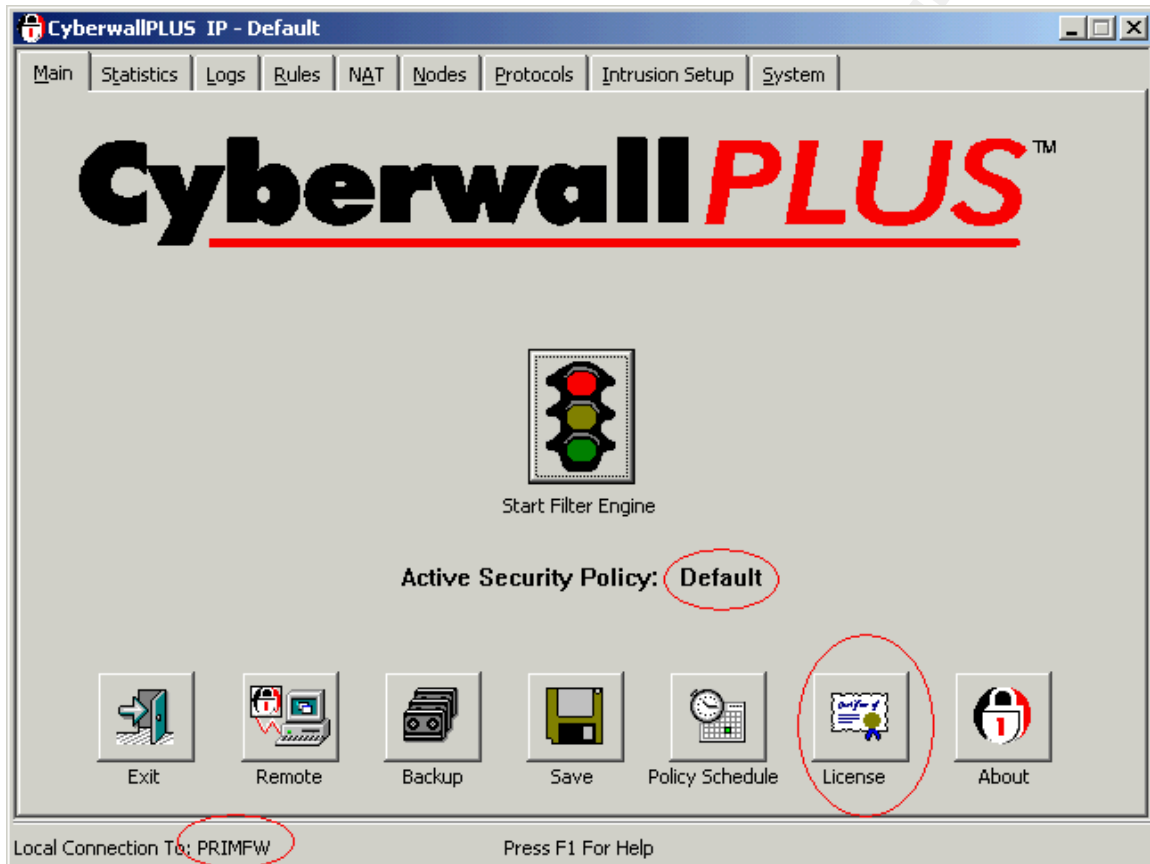 CyberwallPLUS IP - Default
Main Statistics Logs Rules NAT Nodes Protocols Intrusion Setup System
CyberwallPLUS™
Start Filter Engine
Active Security Policy: Default
Exit Remote Backup Save Policy Schedule License About
Local Connection To: PRIMFW Press F1 For Help